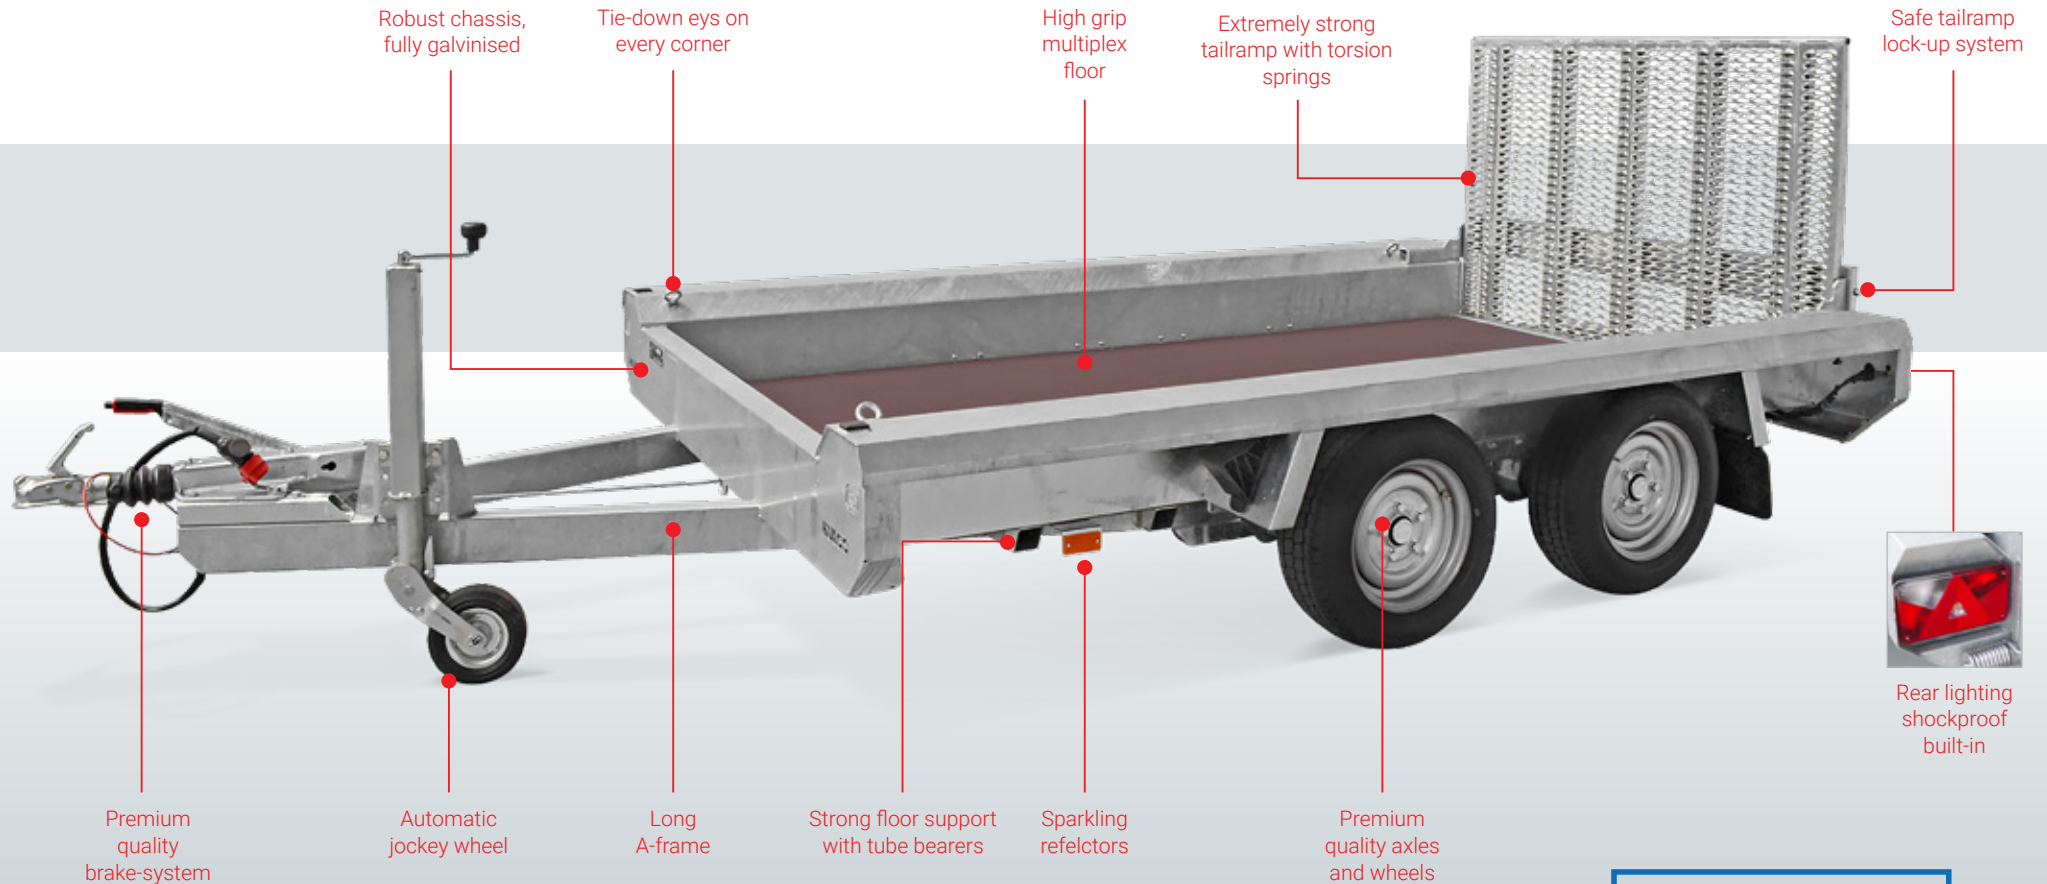 Robust chassis,
fully galvinised
Tie-down eys on
every corner
High grip
multiplex
floor
Extremely strong
tailramp with torsion
springs
Safe tailramp
lock-up system
Rear lighting
shockproof
built-in
Premium
quality
brake-system
Automatic
jockey wheel
Long
A-frame
Strong floor support
with tube bearers
Sparkling
refelctors
Premium
quality axles
and wheels